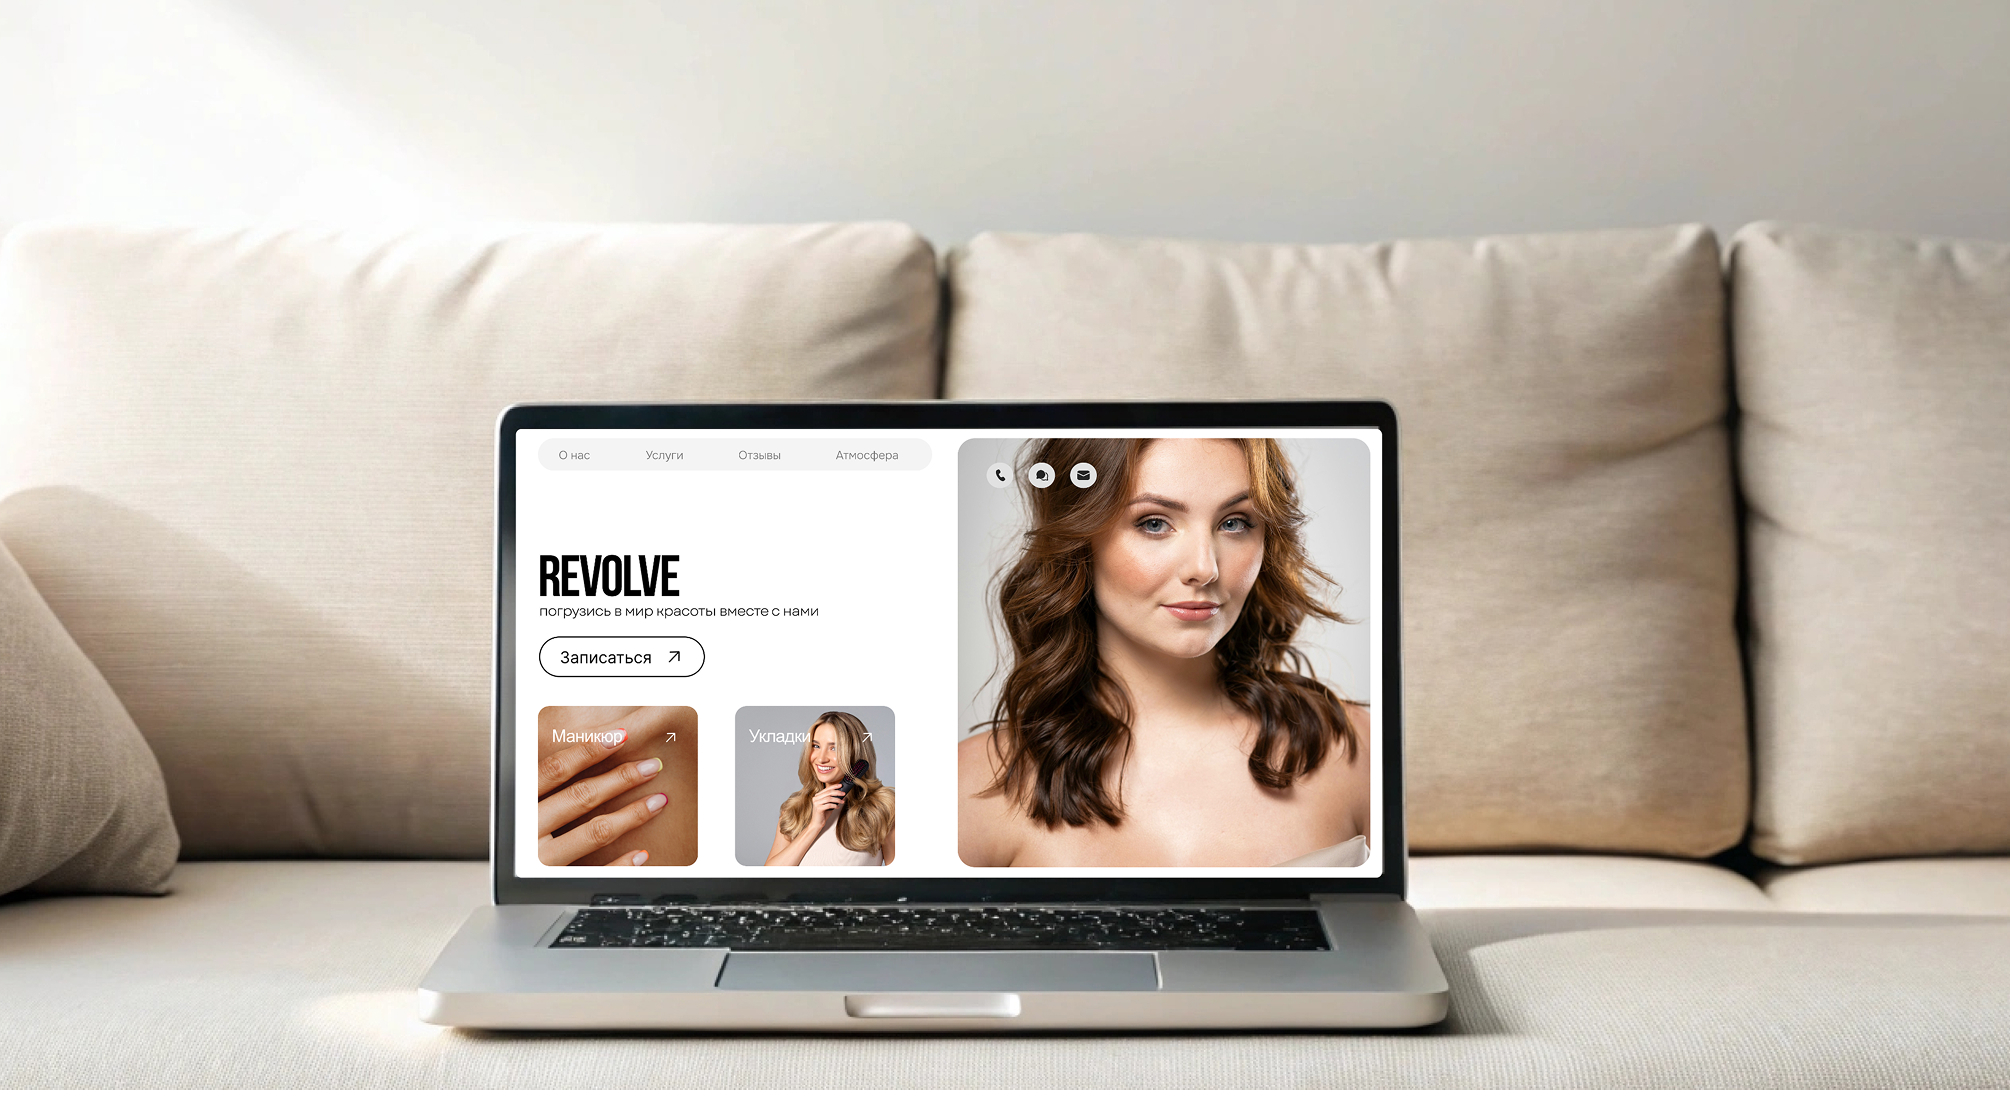 О нас Услуги Отзывы Атмосфера
REVOLVE
погрузись в мир красоты вместе с нами
Записаться
Маникюр Укладки